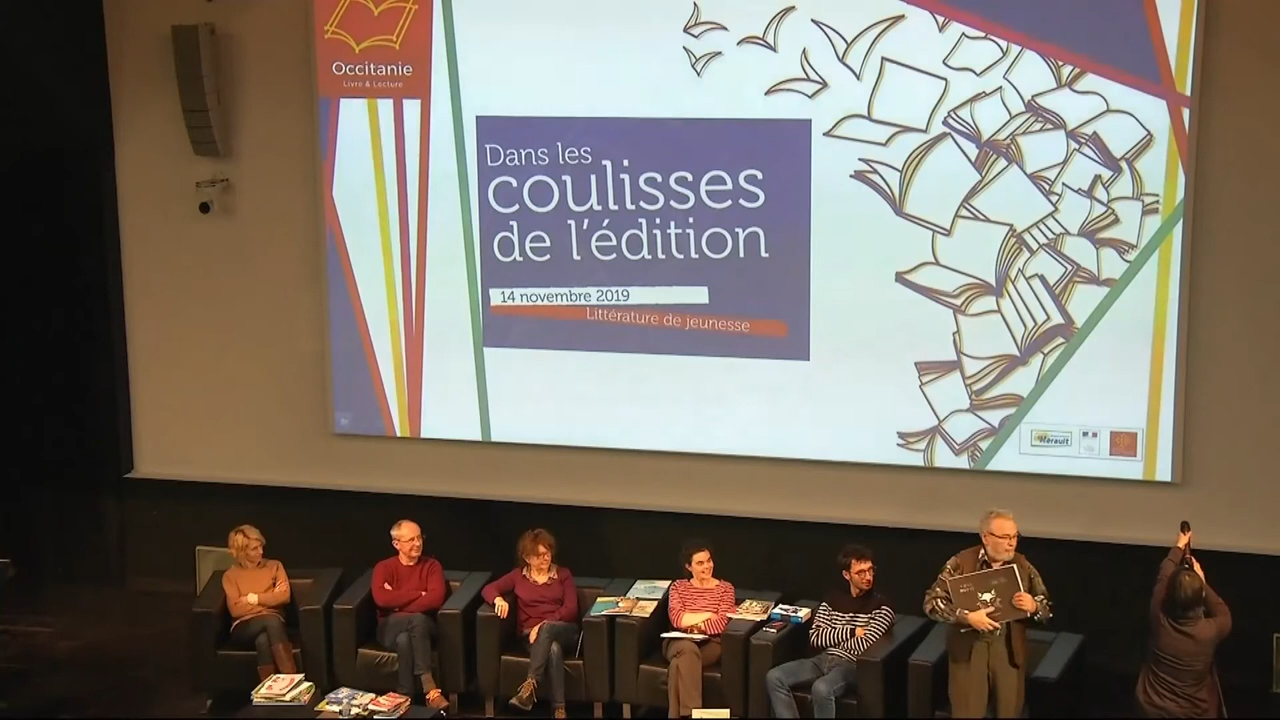 Occitanie
Livre & Lecture
Dans les
coulisses
de l'édition
14 novembre 2019
Littérature de jeunesse
Hérault